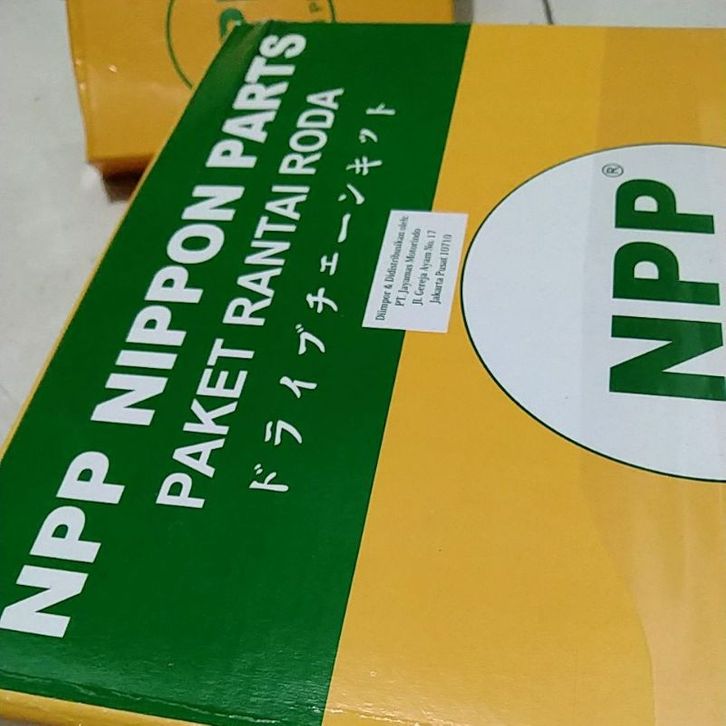 NPP NIPPON PARTS
PAKET RANTAI RODA
ドライブチェーンキット
Diimpor & Didistribusikan oleh:
PT. Jayamas Motorindo
Jl. Gereja Ayam No. 17
Jakarta Pusat 10710
NPP®